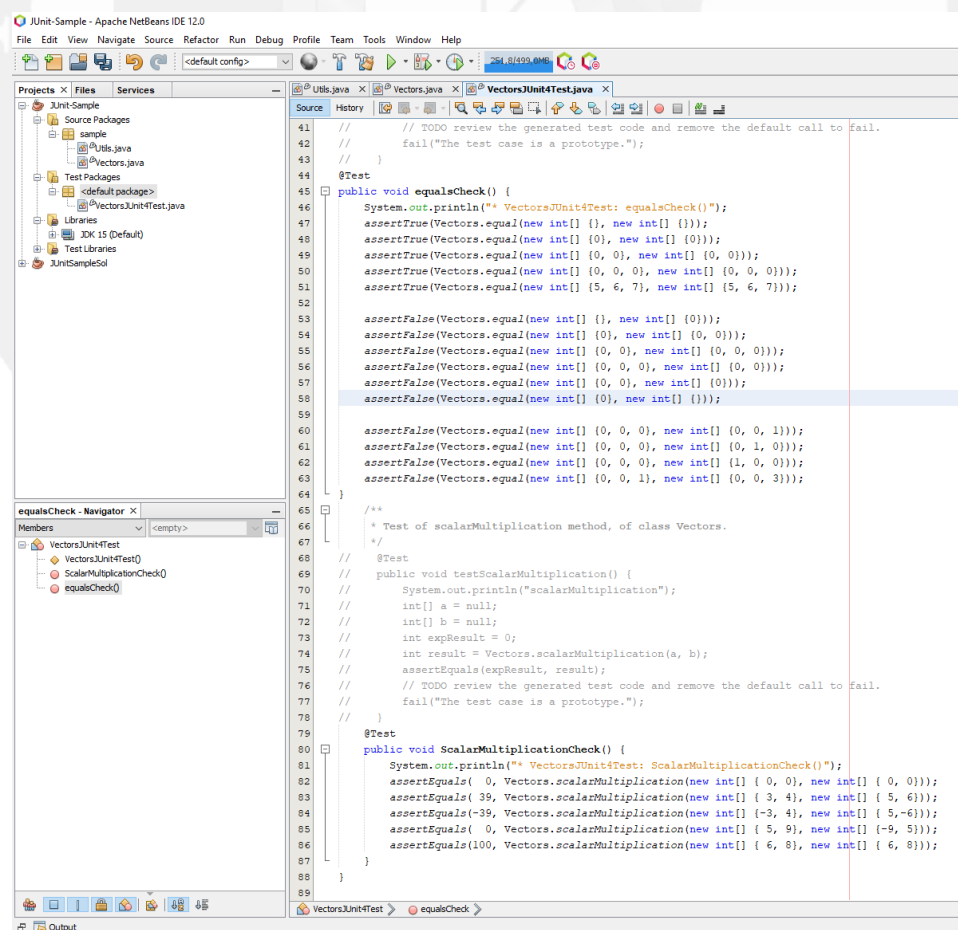 JUnit-Sample - Apache NetBeans IDE 12.0
File Edit View Navigate Source Refactor Run Debug Profile Team Tools Window Help
<default config>
254,8/499,0MB
Projects × Files Services
JUnit-Sample
Source Packages
sample
Utils.java
Vectors.java
Test Packages
<default package>
VectorsJUnit4Test.java
Libraries
JDK 15 (Default)
Test Libraries
JUnitSampleSol
equalsCheck - Navigator ×
Members <empty>
VectorsJUnit4Test
VectorsJUnit4Test()
ScalarMultiplicationCheck()
equalsCheck()
Utils.java × Vectors.java × VectorsJUnit4Test.java ×
Source History
41 // // TODO review the generated test code and remove the default call to fail.
42 // fail("The test case is a prototype.");
43 // }
44 @Test
45 public void equalsCheck() {
46 System.out.println("* VectorsJUnit4Test: equalsCheck()");
47 assertTrue(Vectors.equal(new int[] {}, new int[] {}));
48 assertTrue(Vectors.equal(new int[] {0}, new int[] {0}));
49 assertTrue(Vectors.equal(new int[] {0, 0}, new int[] {0, 0}));
50 assertTrue(Vectors.equal(new int[] {0, 0, 0}, new int[] {0, 0, 0}));
51 assertTrue(Vectors.equal(new int[] {5, 6, 7}, new int[] {5, 6, 7}));
52
53 assertFalse(Vectors.equal(new int[] {}, new int[] {0}));
54 assertFalse(Vectors.equal(new int[] {0}, new int[] {0, 0}));
55 assertFalse(Vectors.equal(new int[] {0, 0}, new int[] {0, 0, 0}));
56 assertFalse(Vectors.equal(new int[] {0, 0, 0}, new int[] {0, 0}));
57 assertFalse(Vectors.equal(new int[] {0, 0}, new int[] {0}));
58 assertFalse(Vectors.equal(new int[] {0}, new int[] {}));
59
60 assertFalse(Vectors.equal(new int[] {0, 0, 0}, new int[] {0, 0, 1}));
61 assertFalse(Vectors.equal(new int[] {0, 0, 0}, new int[] {0, 1, 0}));
62 assertFalse(Vectors.equal(new int[] {0, 0, 0}, new int[] {1, 0, 0}));
63 assertFalse(Vectors.equal(new int[] {0, 0, 1}, new int[] {0, 0, 3}));
64 }
65 /**
66 * Test of scalarMultiplication method, of class Vectors.
67 */
68 // @Test
69 // public void testScalarMultiplication() {
70 // System.out.println("scalarMultiplication");
71 // int[] a = null;
72 // int[] b = null;
73 // int expResult = 0;
74 // int result = Vectors.scalarMultiplication(a, b);
75 // assertEquals(expResult, result);
76 // // TODO review the generated test code and remove the default call to fail.
77 // fail("The test case is a prototype.");
78 // }
79 @Test
80 public void ScalarMultiplicationCheck() {
81 System.out.println("* VectorsJUnit4Test: ScalarMultiplicationCheck()");
82 assertEquals(  0, Vectors.scalarMultiplication(new int[] { 0, 0}, new int[] { 0, 0}));
83 assertEquals( 39, Vectors.scalarMultiplication(new int[] { 3, 4}, new int[] { 5, 6}));
84 assertEquals(-39, Vectors.scalarMultiplication(new int[] {-3, 4}, new int[] { 5,-6}));
85 assertEquals(  0, Vectors.scalarMultiplication(new int[] { 5, 9}, new int[] {-9, 5}));
86 assertEquals(100, Vectors.scalarMultiplication(new int[] { 6, 8}, new int[] { 6, 8}));
87 }
88 }
89
VectorsJUnit4Test equalsCheck
Output